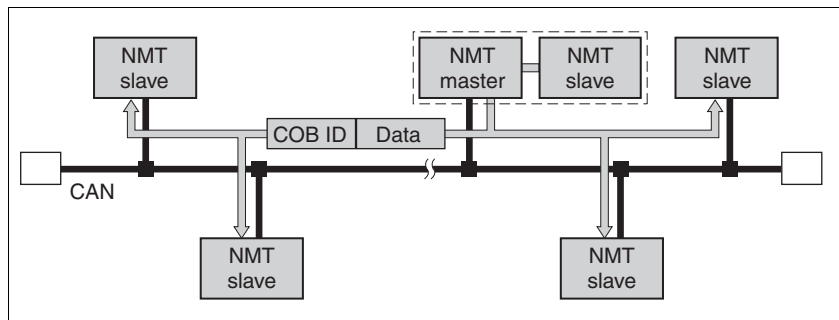 NMT
slave
NMT
master
NMT
slave
NMT
slave
COB ID
Data
CAN
NMT
slave
NMT
slave